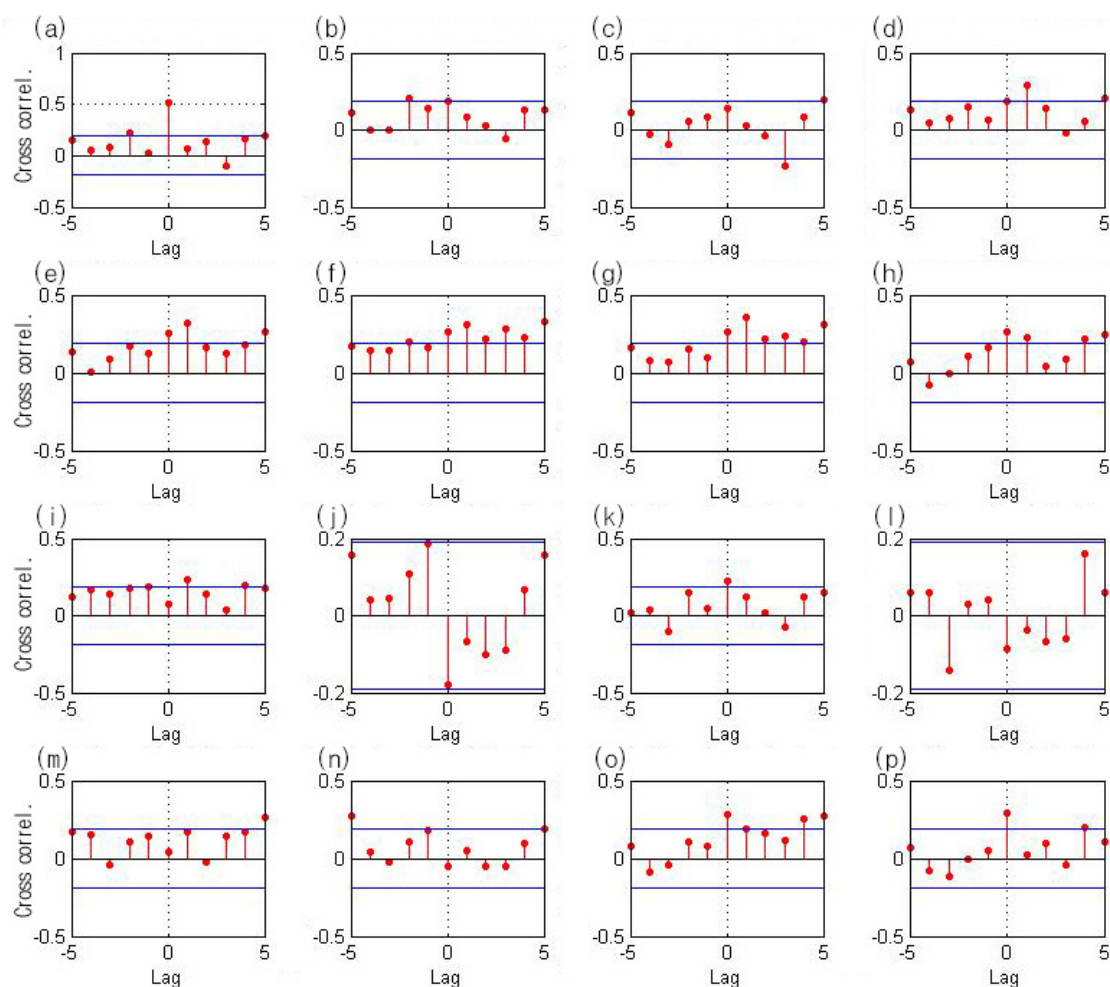 (a) (b) (c) (d)
1 0.5 0.5 0.5
0.5
0 0 0 0
-0.5 -0.5 -0.5 -0.5
-5 0 5 -5 0 5 -5 0 5 -5 0 5
Cross correl.
Lag Lag Lag Lag
(e) (f) (g) (h)
0.5 0.5 0.5 0.5
0 0 0 0
-0.5 -0.5 -0.5 -0.5
-5 0 5 -5 0 5 -5 0 5 -5 0 5
Cross correl.
Lag Lag Lag Lag
(i) (j) (k) (l)
0.5 0.2 0.5 0.2
0 0 0 0
-0.5 -0.2 -0.5 -0.2
-5 0 5 -5 0 5 -5 0 5 -5 0 5
Cross correl.
Lag Lag Lag Lag
(m) (n) (o) (p)
0.5 0.5 0.5 0.5
0 0 0 0
-0.5 -0.5 -0.5 -0.5
-5 0 5 -5 0 5 -5 0 5 -5 0 5
Cross correl.
Lag Lag Lag Lag